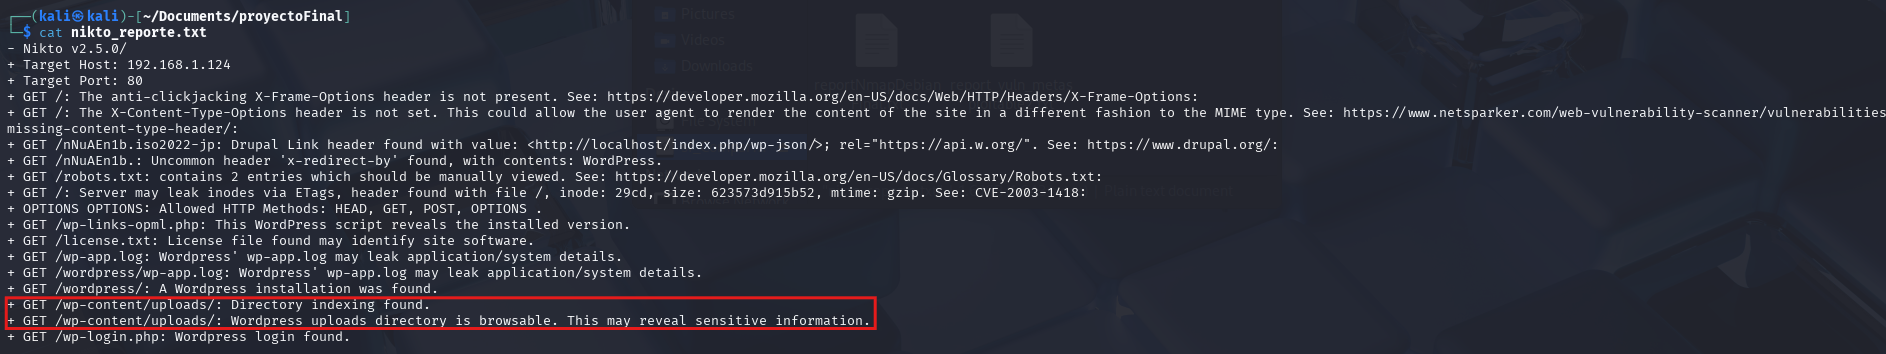 ┌──(kali㉿kali)-[~/Documents/proyectoFinal]
└─$ cat nikto_reporte.txt
- Nikto v2.5.0/
+ Target Host: 192.168.1.124
+ Target Port: 80
+ GET /: The anti-clickjacking X-Frame-Options header is not present. See: https://developer.mozilla.org/en-US/docs/Web/HTTP/Headers/X-Frame-Options:
+ GET /: The X-Content-Type-Options header is not set. This could allow the user agent to render the content of the site in a different fashion to the MIME type. See: https://www.netsparker.com/web-vulnerability-scanner/vulnerabilities
missing-content-type-header/:
+ GET /nNuAEn1b.iso2022-jp: Drupal Link header found with value: <http://localhost/index.php/wp-json/>; rel="https://api.w.org/". See: https://www.drupal.org/:
+ GET /nNuAEn1b.: Uncommon header 'x-redirect-by' found, with contents: WordPress.
+ GET /robots.txt: contains 2 entries which should be manually viewed. See: https://developer.mozilla.org/en-US/docs/Glossary/Robots.txt:
+ GET /: Server may leak inodes via ETags, header found with file /, inode: 29cd, size: 623573d915b52, mtime: gzip. See: CVE-2003-1418:
+ OPTIONS OPTIONS: Allowed HTTP Methods: HEAD, GET, POST, OPTIONS .
+ GET /wp-links-opml.php: This WordPress script reveals the installed version.
+ GET /license.txt: License file found may identify site software.
+ GET /wp-app.log: Wordpress' wp-app.log may leak application/system details.
+ GET /wordpress/wp-app.log: Wordpress' wp-app.log may leak application/system details.
+ GET /wordpress/: A Wordpress installation was found.
+ GET /wp-content/uploads/: Directory indexing found.
+ GET /wp-content/uploads/: Wordpress uploads directory is browsable. This may reveal sensitive information.
+ GET /wp-login.php: Wordpress login found.
Pictures
Videos
Downloads